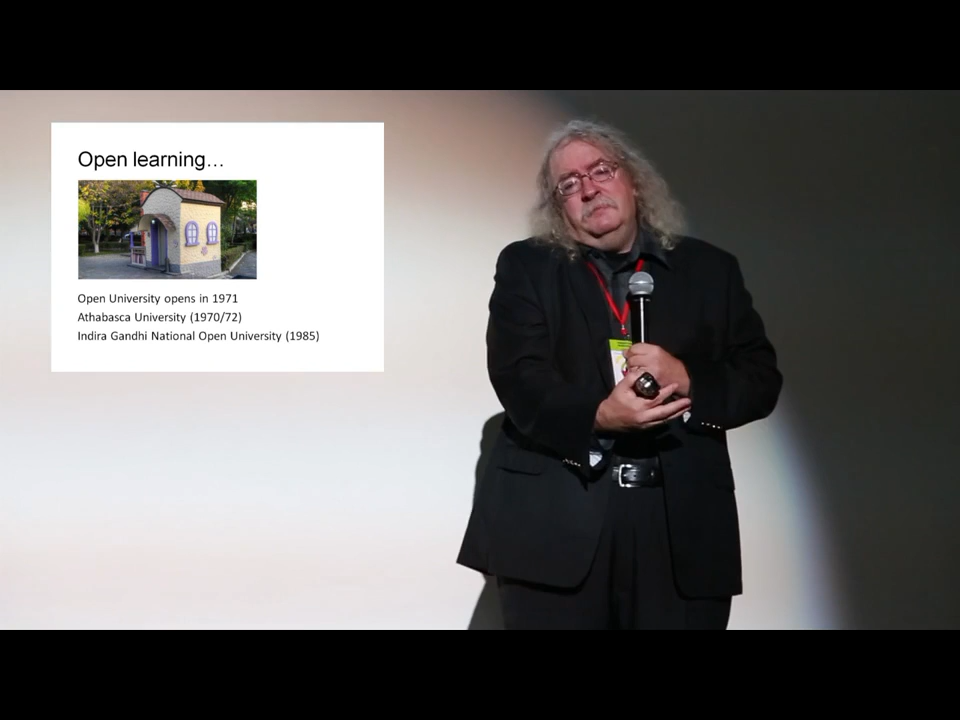 Open learning…
Open University opens in 1971
Athabasca University (1970/72)
Indira Gandhi National Open University (1985)